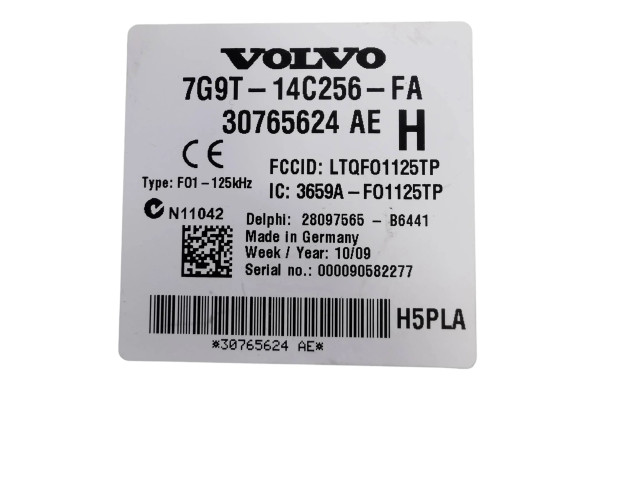 VOLVO
7G9T-14C256-FA
30765624 AE H
CE
FCCID: LTQFO1125TP
Type: FO1-125kHz
IC: 3659A-FO1125TP
N11042
Delphi: 28097565 - B6441
Made in Germany
Week / Year: 10/09
Serial no.: 000090582277
H5PLA
*30765624 AE*